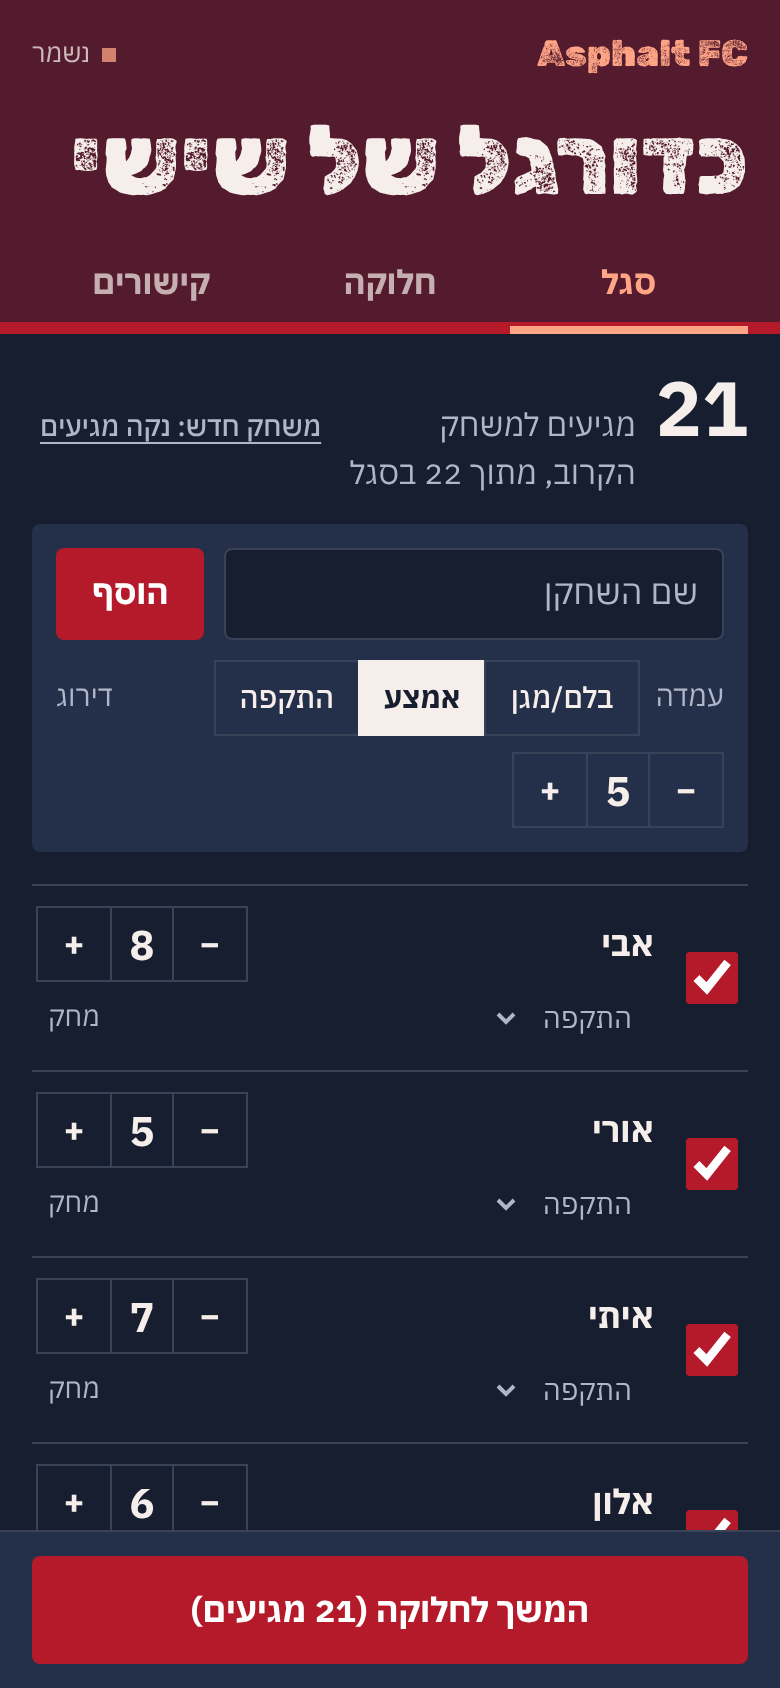 Asphalt FC
נשמר
כדורגל של שישי
סגל
חלוקה
קישורים
21
מגיעים למשחק
הקרוב, מתוך 22 בסגל
משחק חדש: נקה מגיעים
שם השחקן
הוסף
עמדה
בלם/מגן
אמצע
התקפה
דירוג
− 5 +
אבי
− 8 +
התקפה
מחק
אורי
− 5 +
התקפה
מחק
איתי
− 7 +
התקפה
מחק
אלון
− 6 +
המשך לחלוקה (21 מגיעים)